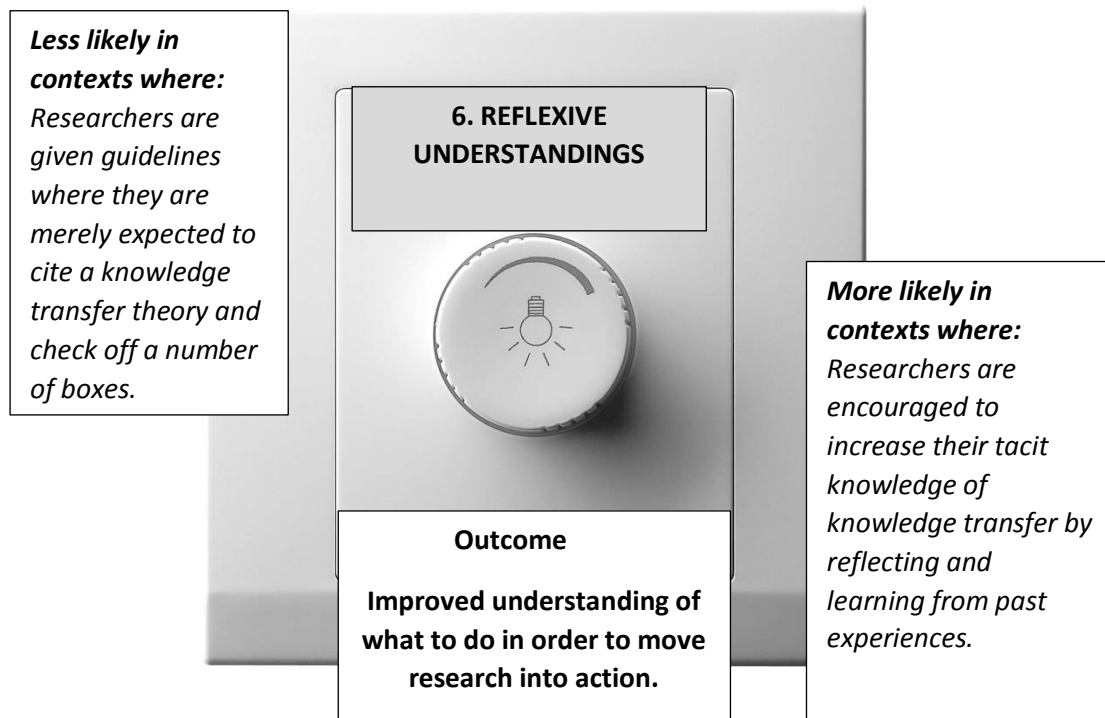 Less likely in
contexts where:
Researchers are
given guidelines
where they are
merely expected to
cite a knowledge
transfer theory and
check off a number
of boxes.
6. REFLEXIVE
UNDERSTANDINGS
More likely in
contexts where:
Researchers are
encouraged to
increase their tacit
knowledge of
knowledge transfer by
reflecting and
learning from past
experiences.
Outcome
Improved understanding of
what to do in order to move
research into action.